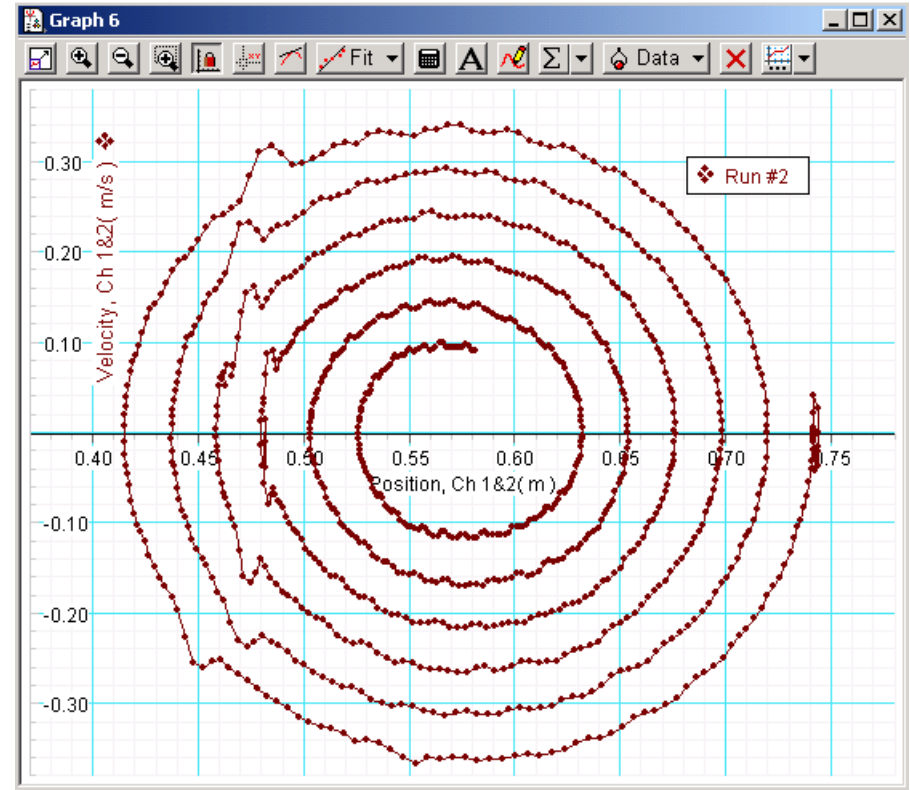 Graph 6
Fit
A
Σ
Data
Velocity, Ch 1&2( m/s )
Run #2
0.30
0.20
0.10
0.40 0.45 0.50 0.55 0.60 0.65 0.70 0.75
Position, Ch 1&2( m )
-0.10
-0.20
-0.30